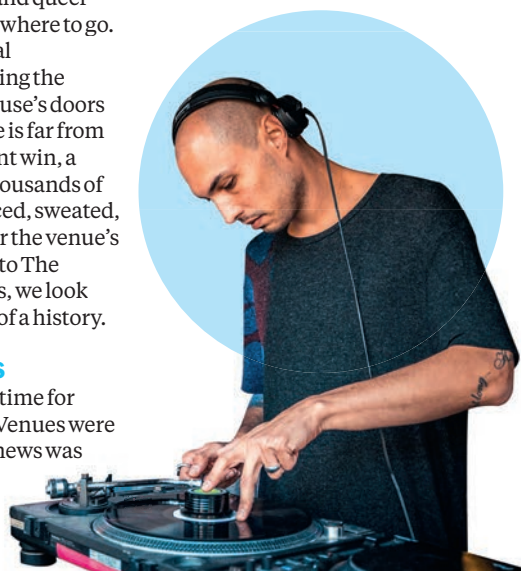 and queer
where to go.
al
ing the
use's doors
e is far from
nt win, a
ousands of
ced, sweated,
r the venue's
to The
s, we look
of a history.
s
time for
Venues were
news was